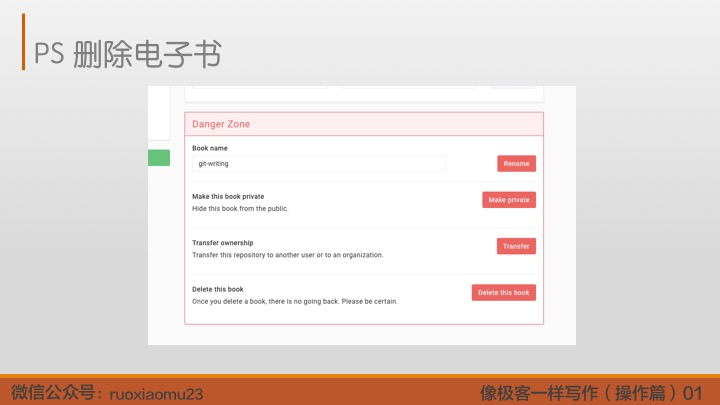 PS 删除电子书
Danger Zone
Book name
git-writing
Rename
Make this book private
Make private
Hide this book from the public.
Transfer ownership
Transfer
Transfer this repository to another user or to an organization.
Delete this book
Delete this book
Once you delete a book, there is no going back. Please be certain.
微信公众号：ruoxiaomu23
像极客一样写作（操作篇）01